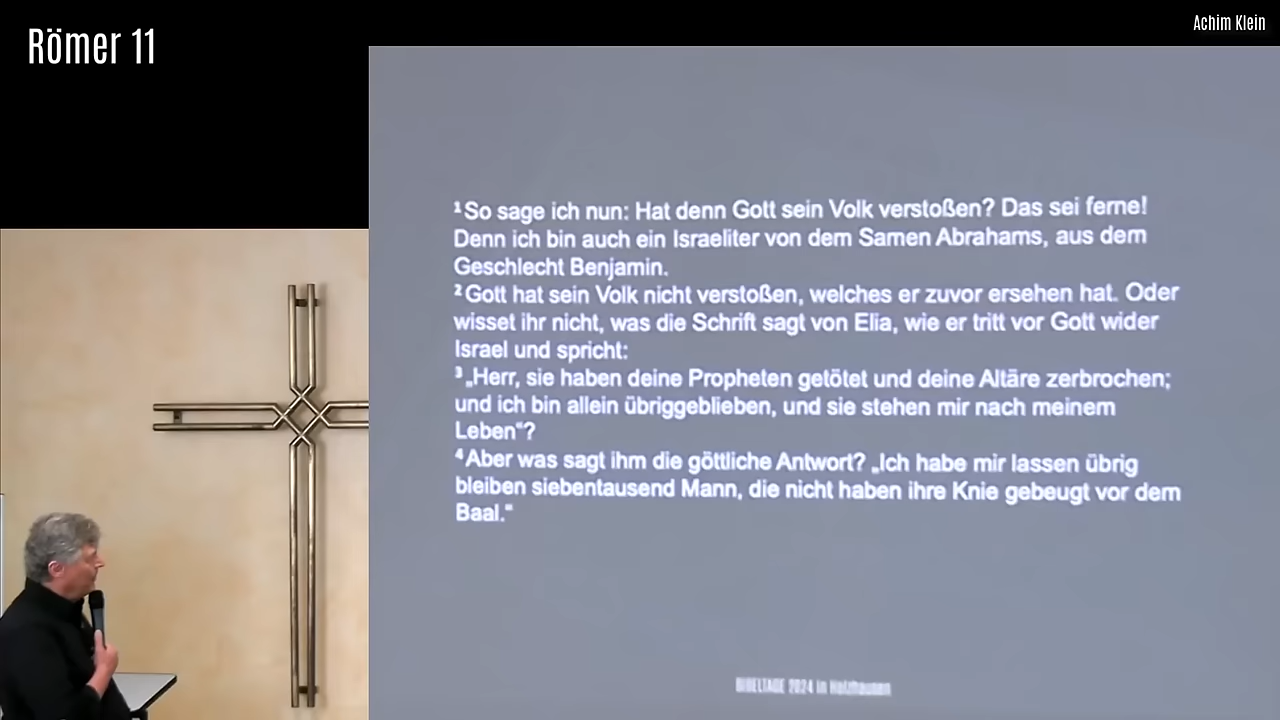 Römer 11
Achim Klein
¹So sage ich nun: Hat denn Gott sein Volk verstoßen? Das sei ferne!
Denn ich bin auch ein Israeliter von dem Samen Abrahams, aus dem
Geschlecht Benjamin.
²Gott hat sein Volk nicht verstoßen, welches er zuvor ersehen hat. Oder
wisset ihr nicht, was die Schrift sagt von Elia, wie er tritt vor Gott wider
Israel und spricht:
³„Herr, sie haben deine Propheten getötet und deine Altäre zerbrochen;
und ich bin allein übriggeblieben, und sie stehen mir nach meinem
Leben“?
⁴Aber was sagt ihm die göttliche Antwort? „Ich habe mir lassen übrig
bleiben siebentausend Mann, die nicht haben ihre Knie gebeugt vor dem
Baal.“
BIBELTAGE 2024 in Holzhausen